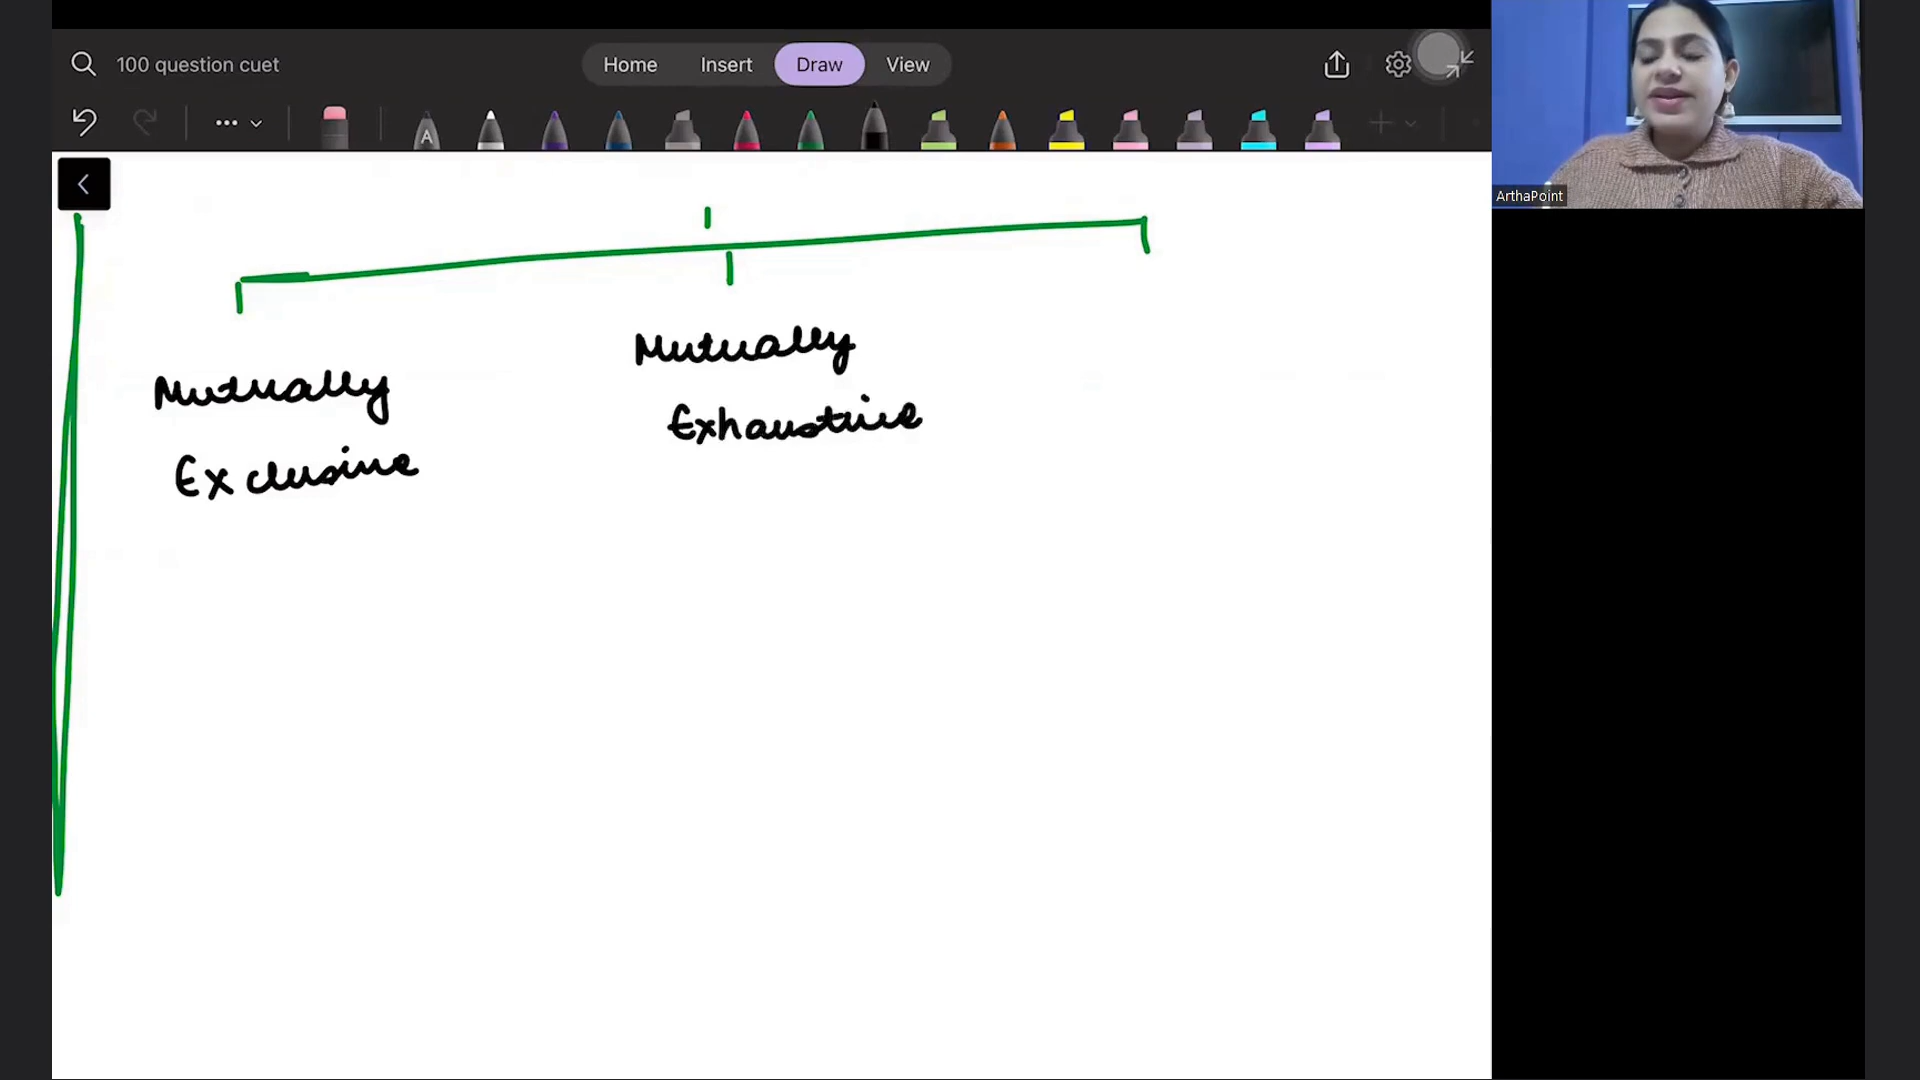 100 question cuet
Home Insert Draw View
A
ArthaPoint
Mutually
Exclusive
Mutually
Exhaustive